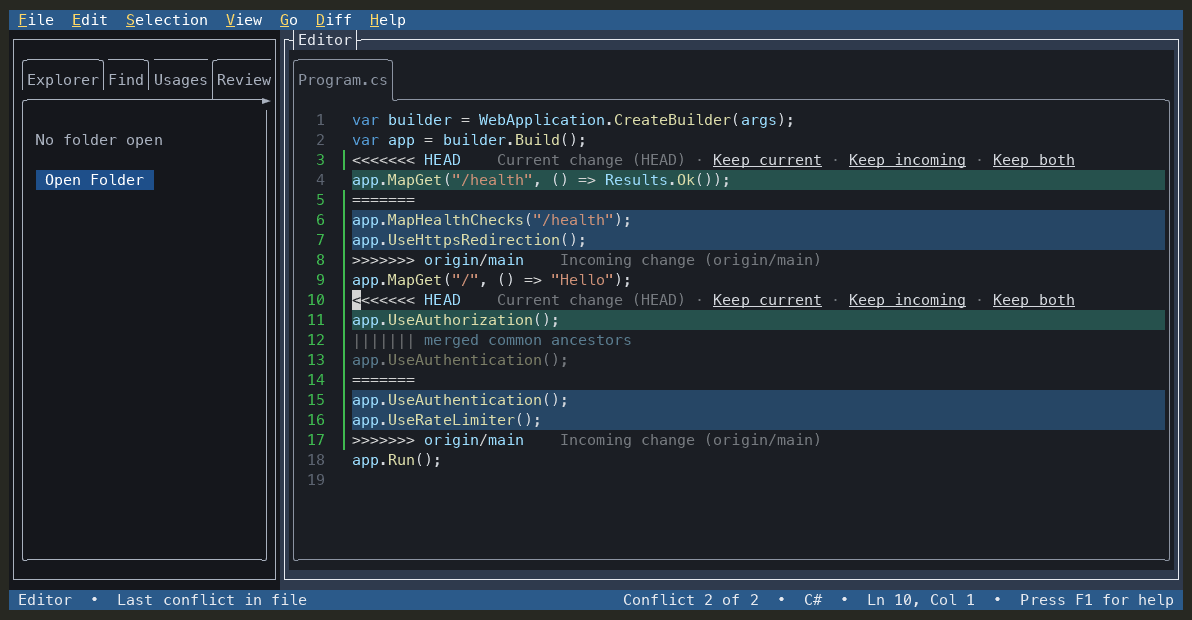 File  Edit  Selection  View  Go  Diff  Help
Editor
Explorer  Find  Usages  Review
No folder open
Open Folder
Program.cs
1  var builder = WebApplication.CreateBuilder(args);
2  var app = builder.Build();
3  <<<<<<< HEAD    Current change (HEAD) · Keep current · Keep incoming · Keep both
4  app.MapGet("/health", () => Results.Ok());
5  =======
6  app.MapHealthChecks("/health");
7  app.UseHttpsRedirection();
8  >>>>>>> origin/main    Incoming change (origin/main)
9  app.MapGet("/", () => "Hello");
10  <<<<<<< HEAD    Current change (HEAD) · Keep current · Keep incoming · Keep both
11  app.UseAuthorization();
12  ||||||| merged common ancestors
13  app.UseAuthentication();
14  =======
15  app.UseAuthentication();
16  app.UseRateLimiter();
17  >>>>>>> origin/main    Incoming change (origin/main)
18  app.Run();
19
Editor  •  Last conflict in file    Conflict 2 of 2  •  C#  •  Ln 10, Col 1  •  Press F1 for help